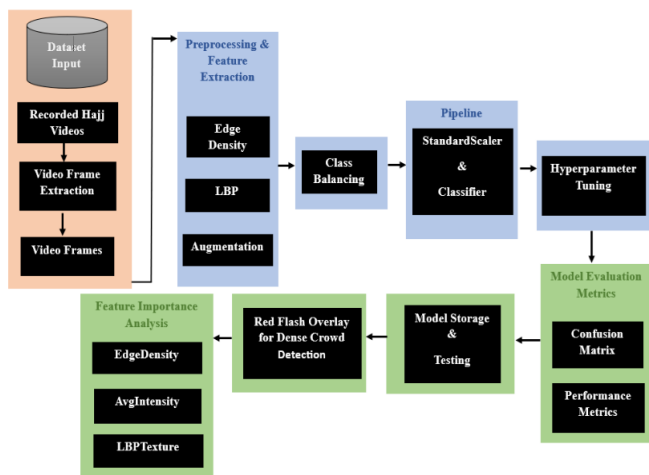 Dataset
Input
Recorded Hajj
Videos
Video Frame
Extraction
Video Frames
Preprocessing &
Feature
Extraction
Edge
Density
LBP
Augmentation
Class
Balancing
Pipeline
StandardScaler
&
Classifier
Hyperparameter
Tuning
Model Evaluation
Metrics
Confusion
Matrix
Performance
Metrics
Model Storage
&
Testing
Red Flash Overlay
for Dense Crowd
Detection
Feature Importance
Analysis
EdgeDensity
AvgIntensity
LBPTexture